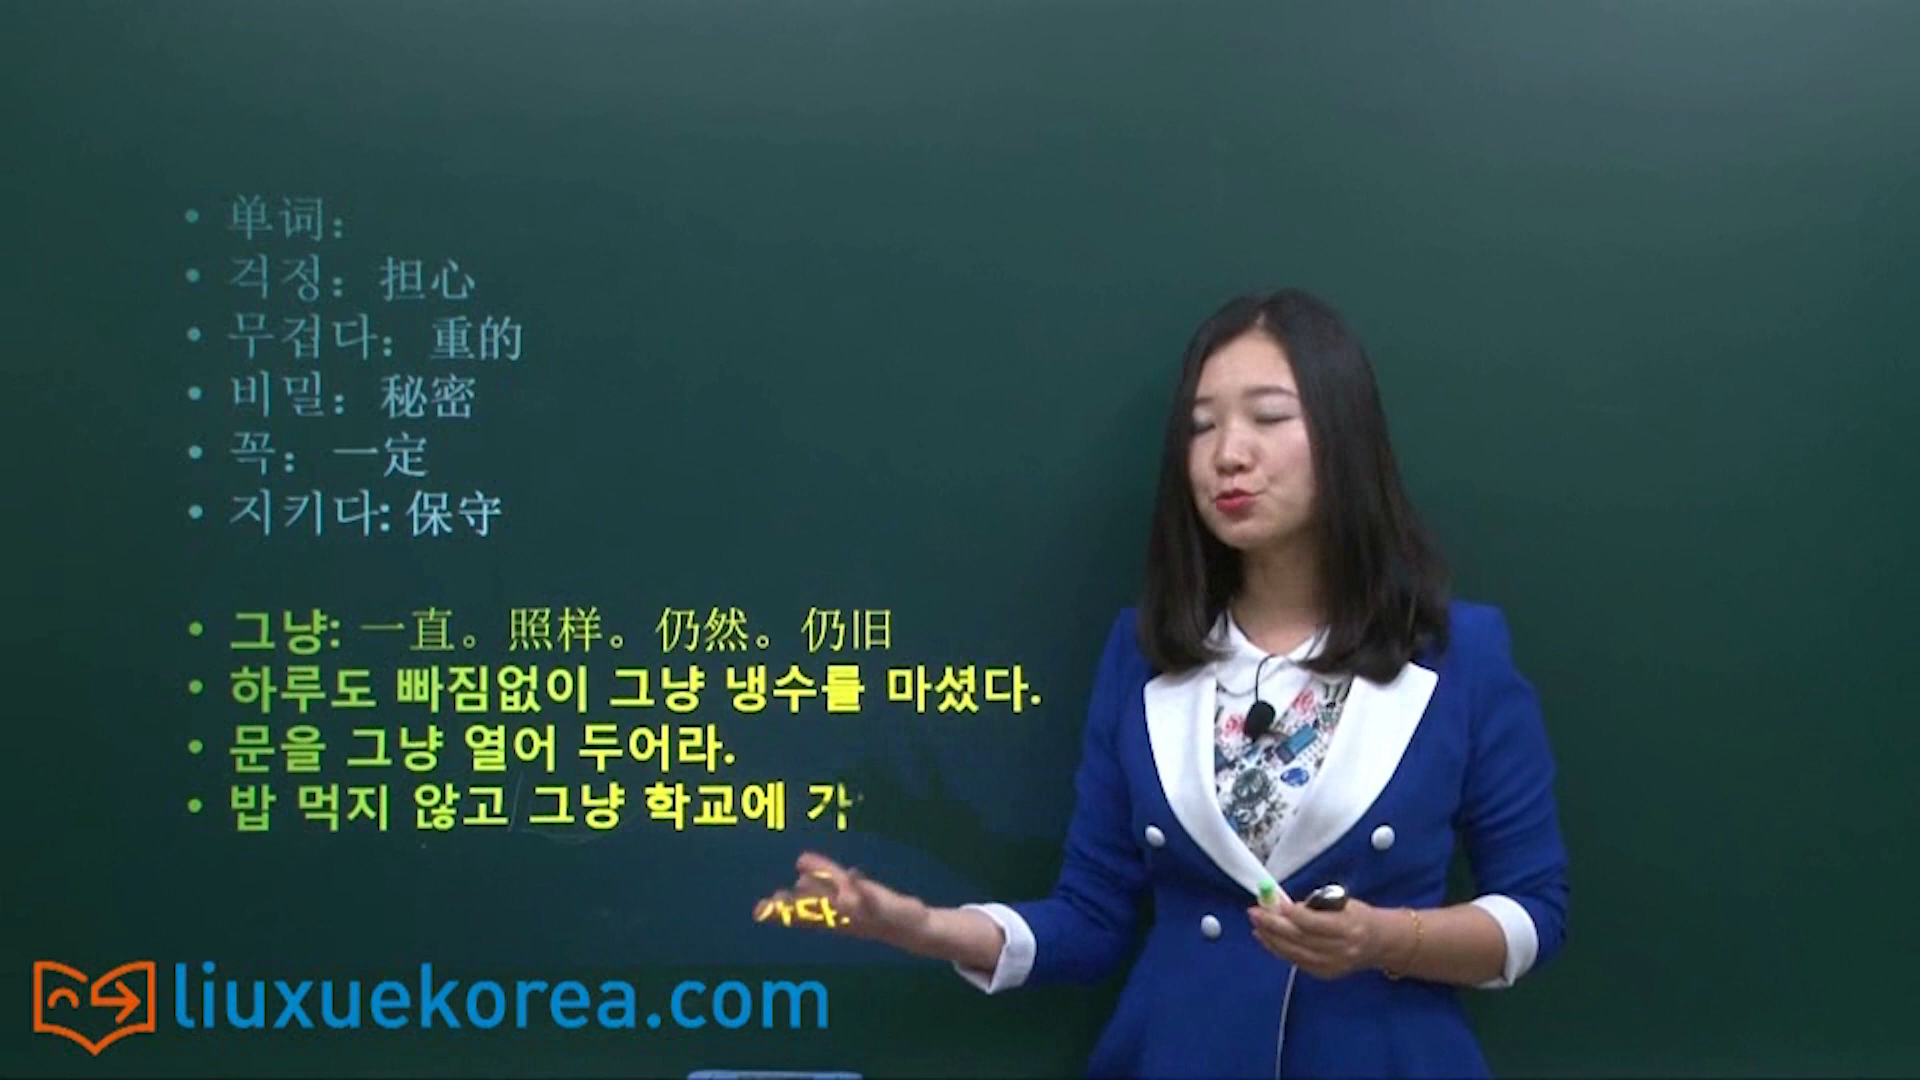 • 单词：
• 걱정：担心
• 무겁다：重的
• 비밀：秘密
• 꼭：一定
• 지키다: 保守
• 그냥: 一直。照样。仍然。仍旧
• 하루도 빠짐없이 그냥 냉수를 마셨다.
• 문을 그냥 열어 두어라.
• 밥 먹지 않고 그냥 학교에 가
다.
liuxuekorea.com